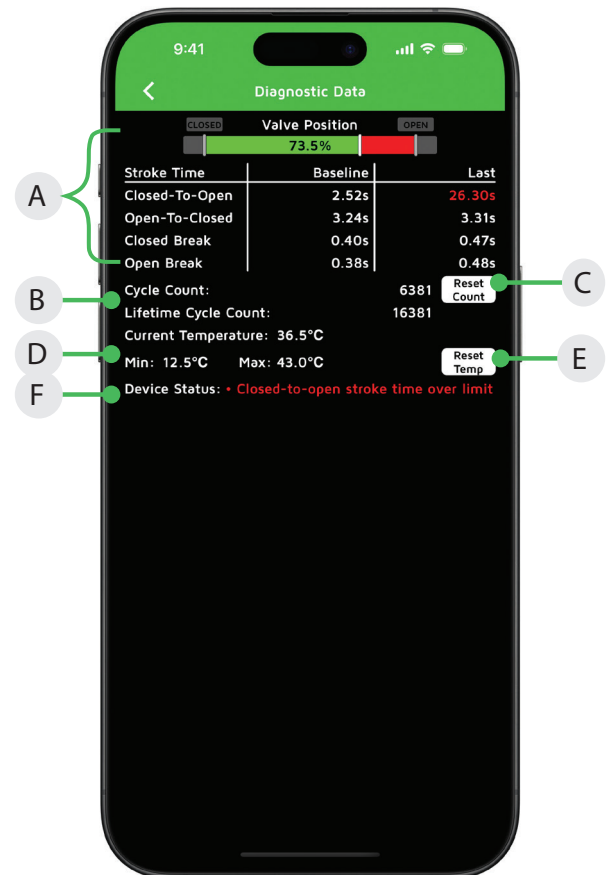 9:41
Diagnostic Data
CLOSED Valve Position OPEN
73.5%
Stroke Time Baseline Last
Closed-To-Open 2.52s 26.30s
A
Open-To-Closed 3.24s 3.31s
Closed Break 0.40s 0.47s
Open Break 0.38s 0.48s
B
Cycle Count: 6381 Reset Count
C
Lifetime Cycle Count: 16381
Current Temperature: 36.5°C
D
Min: 12.5°C Max: 43.0°C Reset Temp
E
F
Device Status: • Closed-to-open stroke time over limit